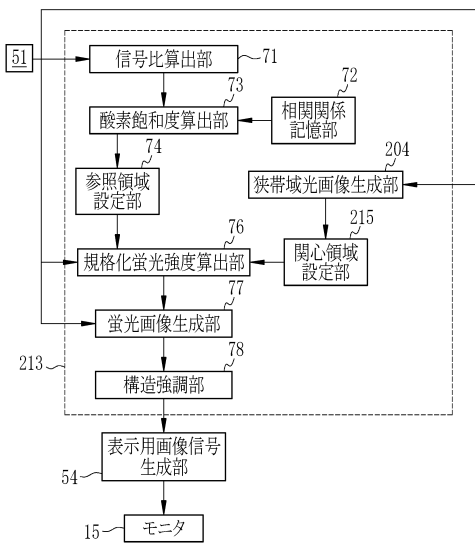 51
信号比算出部
71
73
72
酸素飽和度算出部
相関関係
記憶部
74
204
参照領域
設定部
狭帯域光画像生成部
215
76
規格化蛍光強度算出部
関心領域
設定部
77
蛍光画像生成部
213
78
構造強調部
表示用画像信号
生成部
54
15
モニタ